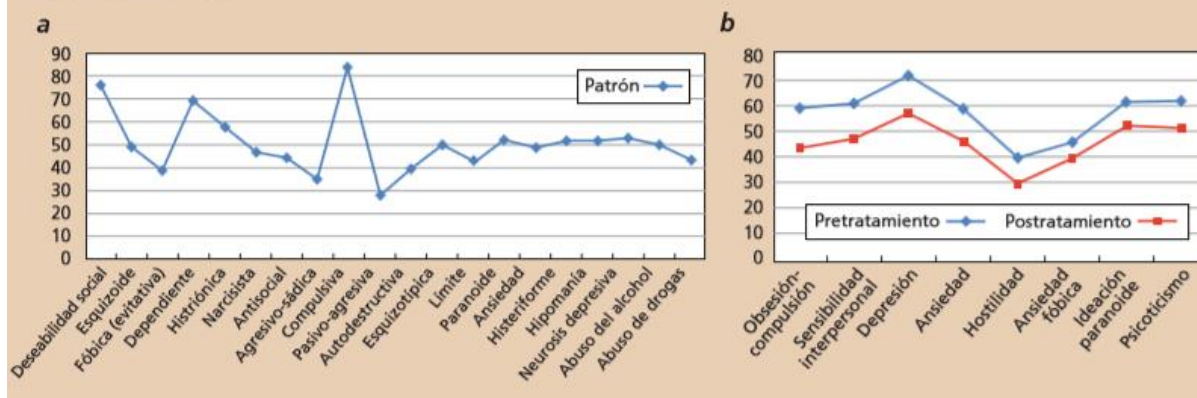 a
90
80
70
60
50
40
30
20
10
0
Patrón
Deseabilidad social
Esquizoide
Fóbica (evitativa)
Dependiente
Histriónica
Narcisista
Antisocial
Agresivo-sádica
Compulsiva
Pasivo-agresiva
Autodestructiva
Esquizotípica
Límite
Paranoide
Ansiedad
Histeriforme
Hipomanía
Neurosis depresiva
Abuso del alcohol
Abuso de drogas
b
80
70
60
50
40
30
20
10
0
Pretratamiento
Postratamiento
Obsesión-
compulsión
Sensibilidad
interpersonal
Depresión
Ansiedad
Hostilidad
Ansiedad
fóbica
Ideación
paranoide
Psicoticismo